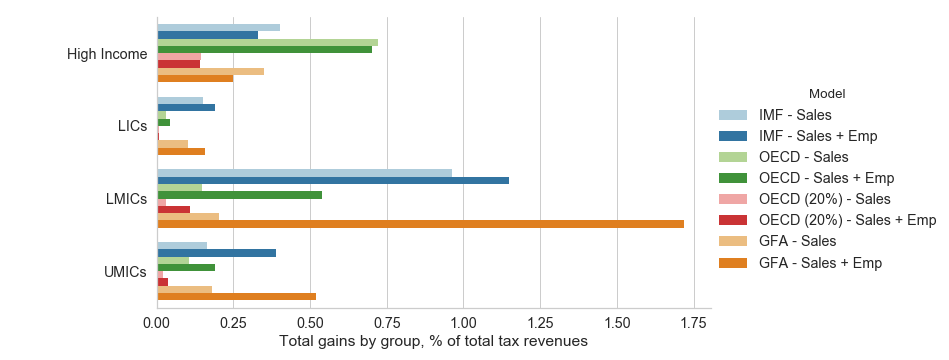 High Income
LICs
LMICs
UMICs
0.00 0.25 0.50 0.75 1.00 1.25 1.50 1.75
Total gains by group, % of total tax revenues
Model
IMF - Sales
IMF - Sales + Emp
OECD - Sales
OECD - Sales + Emp
OECD (20%) - Sales
OECD (20%) - Sales + Emp
GFA - Sales
GFA - Sales + Emp